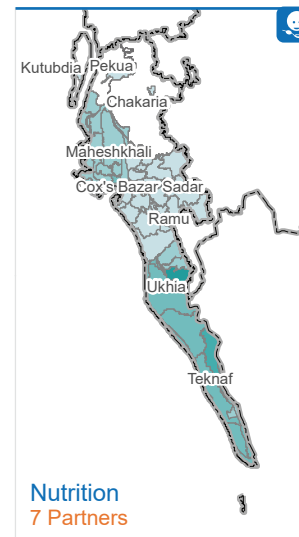 Kutubdia
Pekua
Chakaria
Maheshkhali
Cox's Bazar Sadar
Ramu
Ukhia
Teknaf
Nutrition
7 Partners